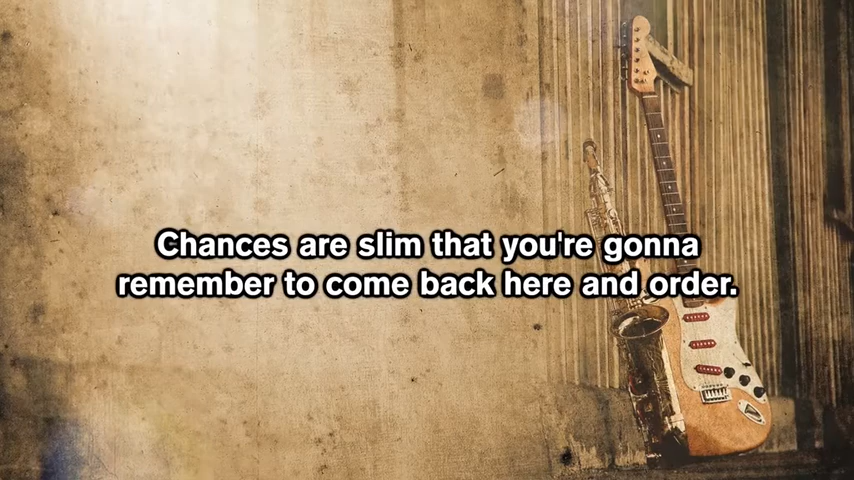 Chances are slim that you're gonna
remember to come back here and order.